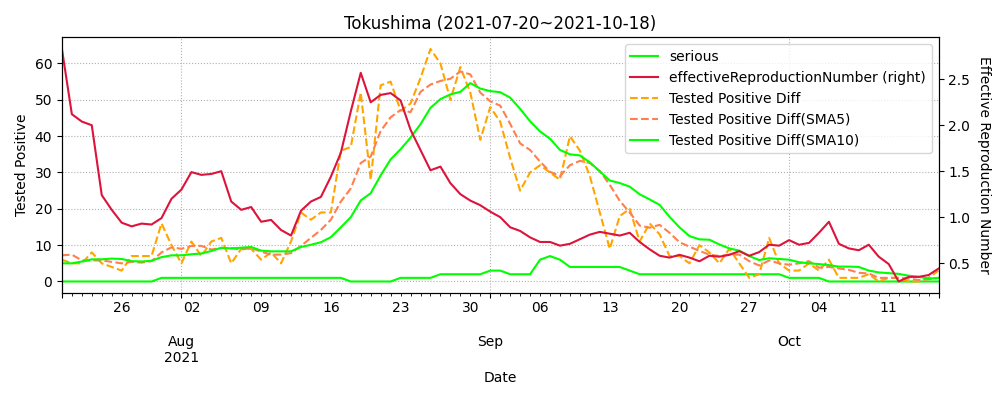 Tokushima (2021-07-20~2021-10-18)
serious
effectiveReproductionNumber (right)
Tested Positive Diff
Tested Positive Diff(SMA5)
Tested Positive Diff(SMA10)
Tested Positive
60
50
40
30
20
10
0
Effective Reproduction Number
2.5
2.0
1.5
1.0
0.5
26 02 09 16 23 30 06 13 20 27 04 11
Aug Sep Oct
2021
Date